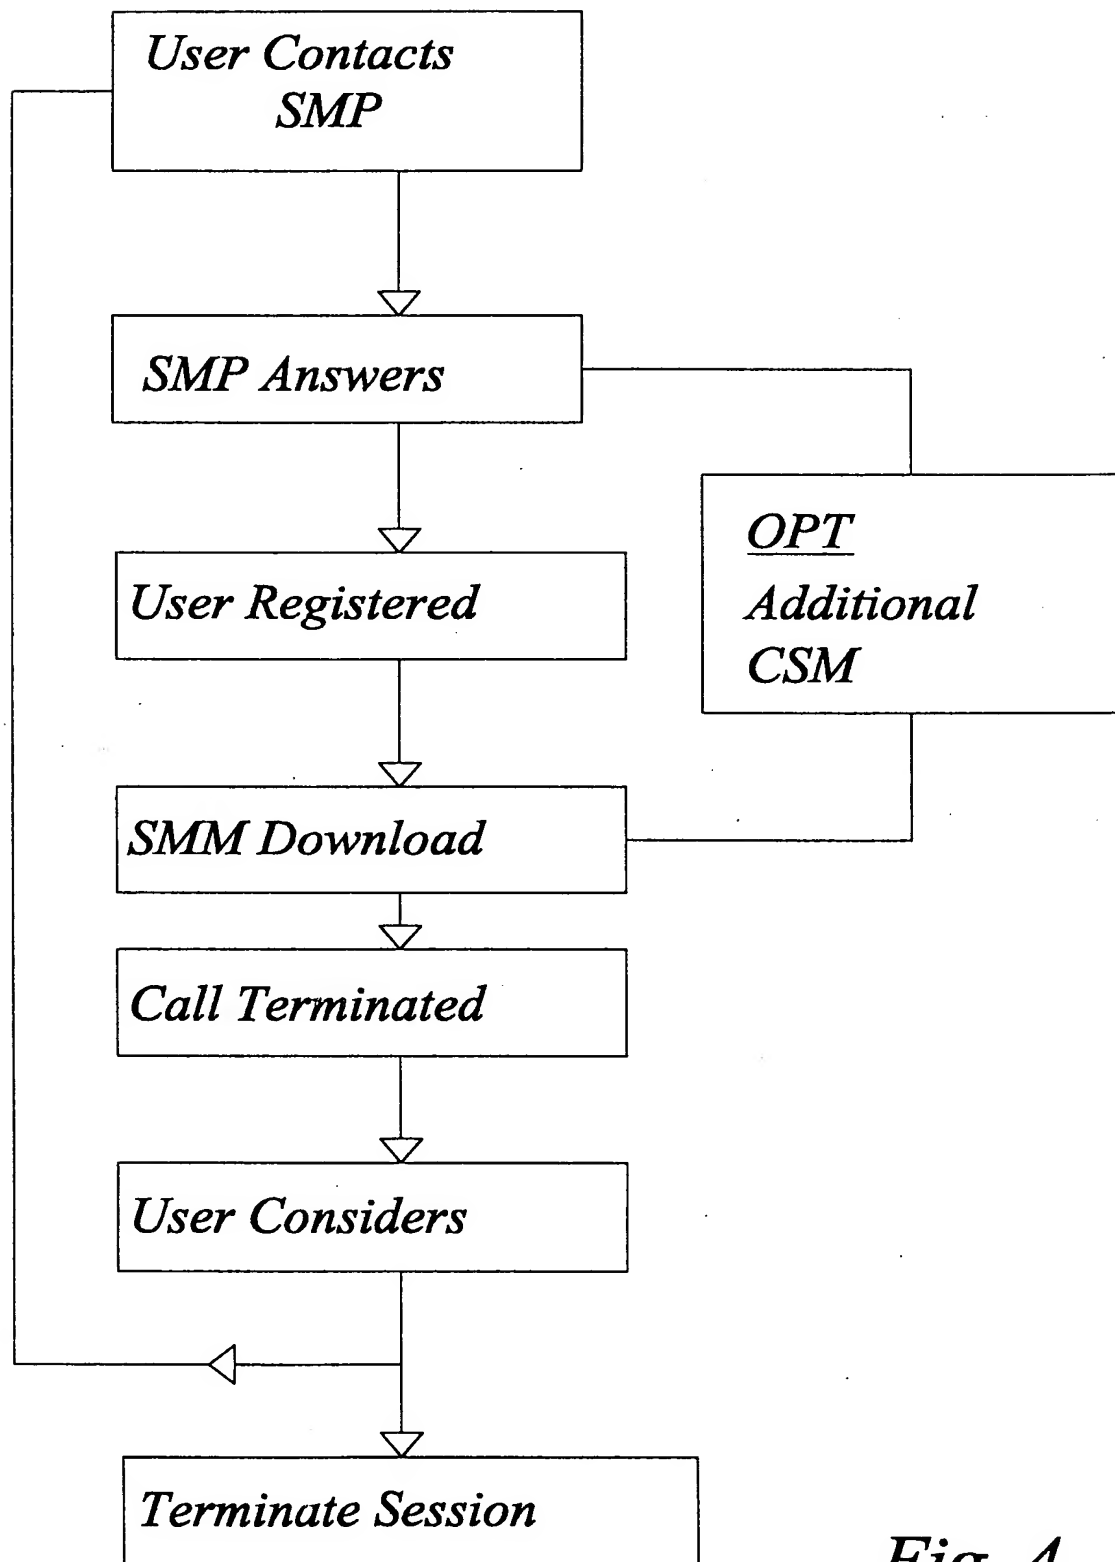 User Contacts
SMP
SMP Answers
OPT
Additional
CSM
User Registered
SMM Download
Call Terminated
User Considers
Terminate Session
Fig. 4